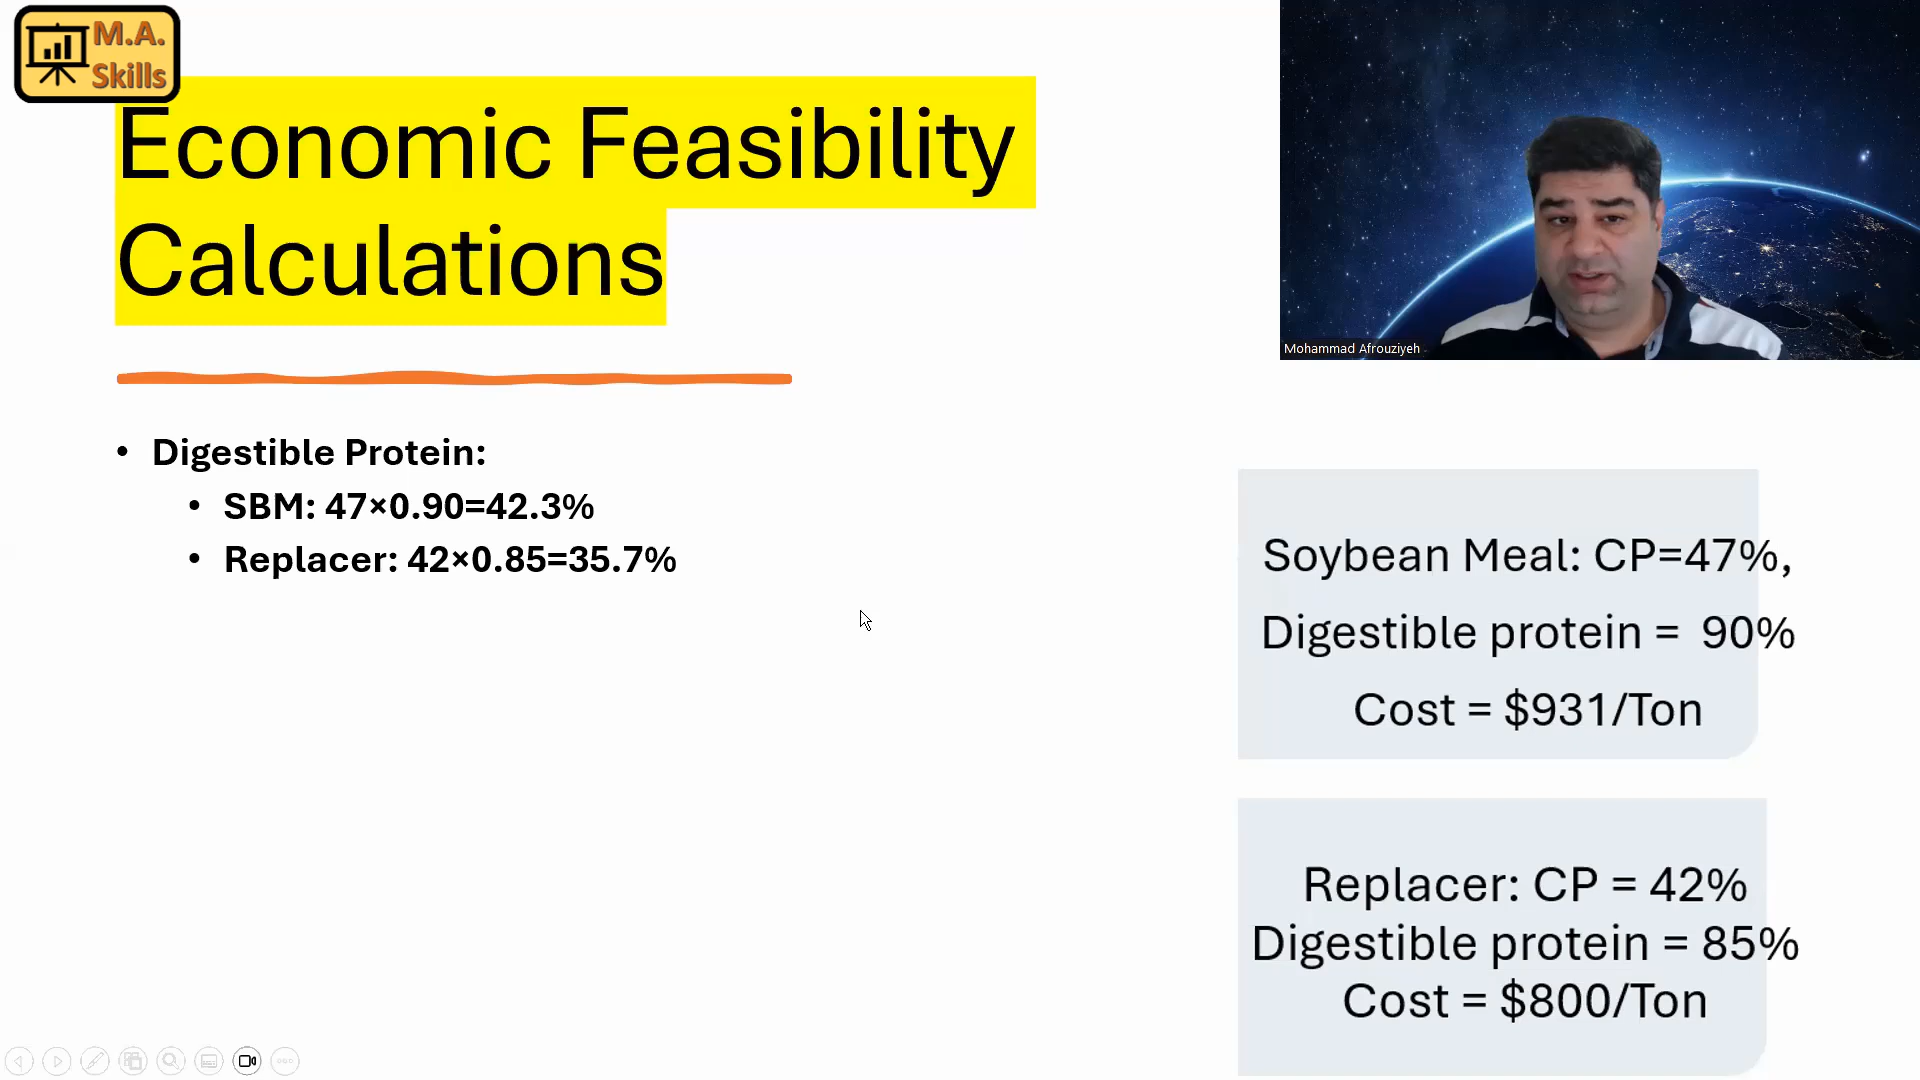 M.A.
Skills
Economic Feasibility
Calculations
Mohammad Afrouziyeh
• Digestible Protein:
• SBM: 47×0.90=42.3%
• Replacer: 42×0.85=35.7%
Soybean Meal: CP=47%,
Digestible protein = 90%
Cost = $931/Ton
Replacer: CP = 42%
Digestible protein = 85%
Cost = $800/Ton